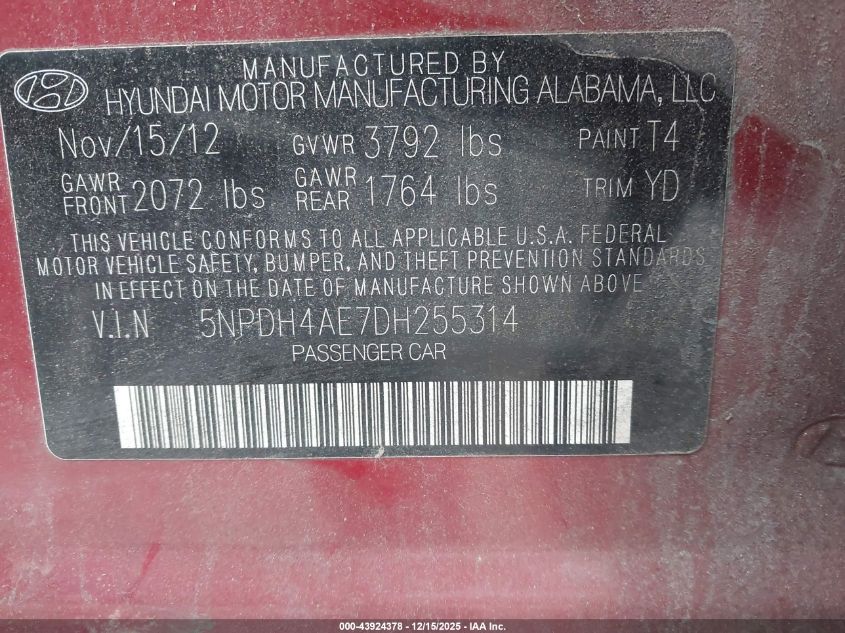 MANUFACTURED BY
HYUNDAI MOTOR MANUFACTURING ALABAMA, LLC
Nov/15/12 GVWR 3792 lbs PAINT T4
GAWR FRONT 2072 lbs GAWR REAR 1764 lbs TRIM YD
THIS VEHICLE CONFORMS TO ALL APPLICABLE U.S.A. FEDERAL
MOTOR VEHICLE SAFETY, BUMPER, AND THEFT PREVENTION STANDARDS
IN EFFECT ON THE DATE OF MANUFACTURE SHOWN ABOVE
V.I.N 5NPDH4AE7DH255314
PASSENGER CAR
000-43924378 - 12/15/2025 - IAA Inc.